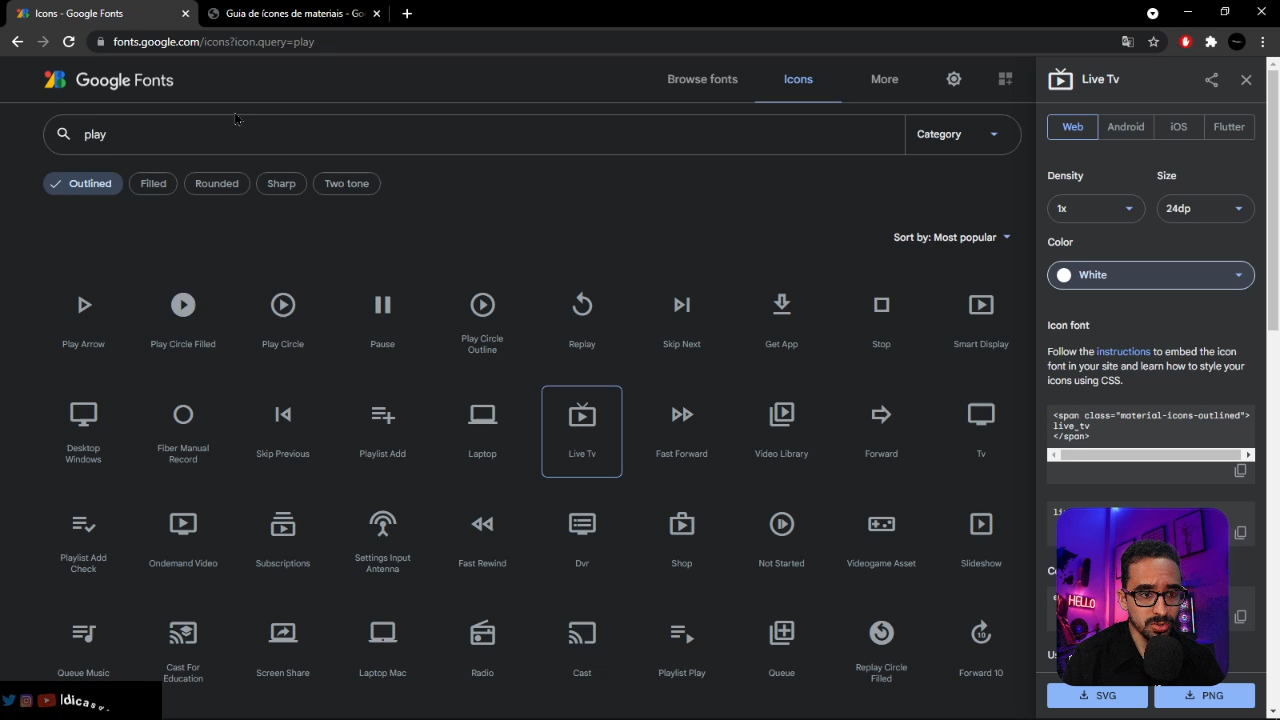 Icons - Google Fonts
Guia de ícones de materiais - Go
fonts.google.com/icons?icon.query=play
Google Fonts
Browse fonts
Icons
More
Live Tv
play
Category
Web
Android
iOS
Flutter
Outlined
Filled
Rounded
Sharp
Two tone
Density
Size
1x
24dp
Sort by: Most popular
Color
White
Play Arrow
Play Circle Filled
Play Circle
Pause
Play Circle
Outline
Replay
Skip Next
Get App
Stop
Smart Display
Icon font
Follow the instructions to embed the icon
font in your site and learn how to style your
icons using CSS.
<span class="material-icons-outlined">
live_tv
</span>
Desktop
Windows
Fiber Manual
Record
Skip Previous
Playlist Add
Laptop
Live Tv
Fast Forward
Video Library
Forward
Tv
Playlist Add
Check
Ondemand Video
Subscriptions
Settings Input
Antenna
Fast Rewind
Dvr
Shop
Not Started
Videogame Asset
Slideshow
HELLO
Queue Music
Cast For
Education
Screen Share
Laptop Mac
Radio
Cast
10
Playlist Play
Queue
Replay Circle
Filled
Forward 10
SVG
PNG